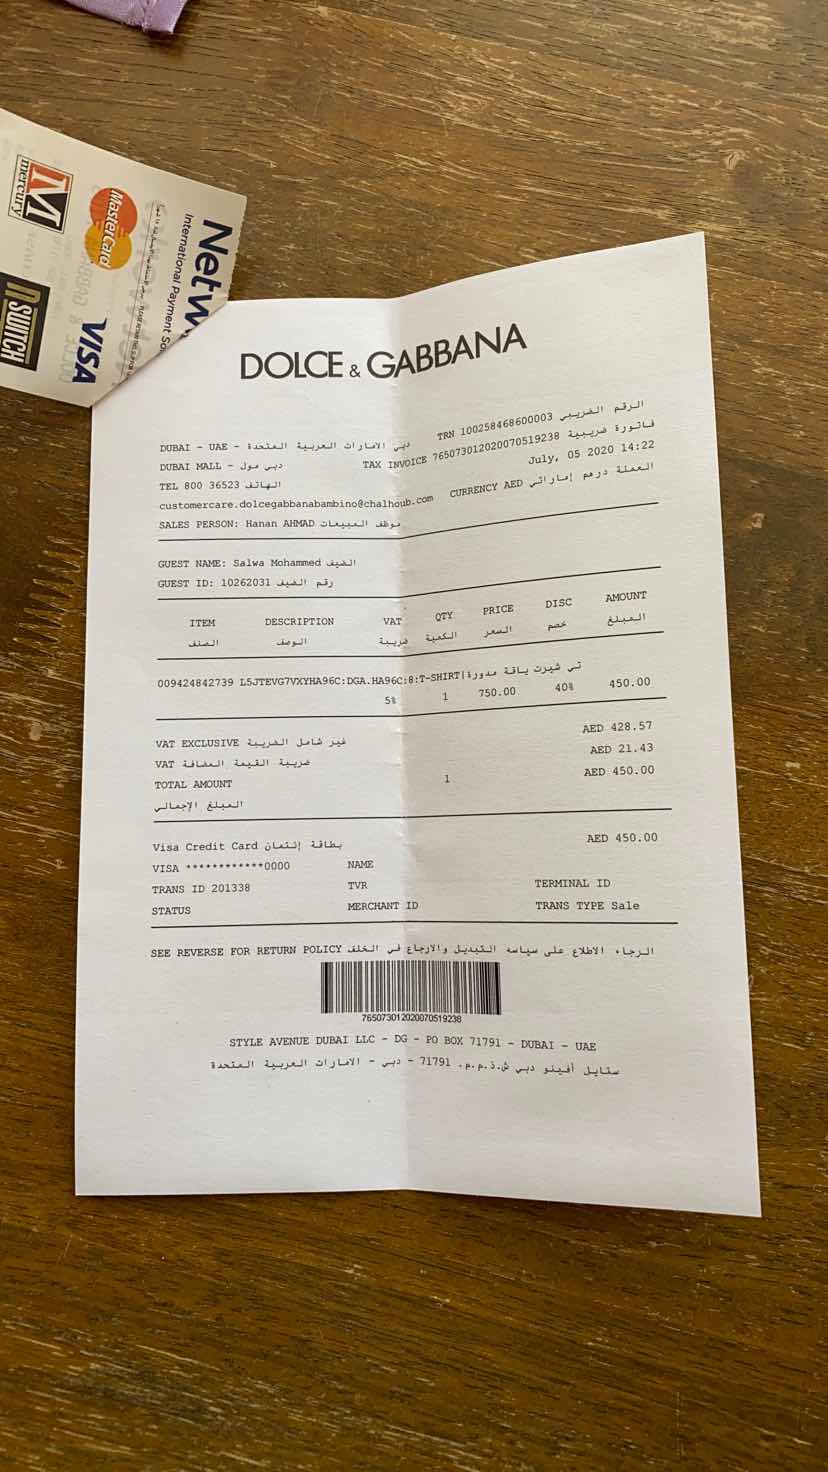 mercury
MasterCard
International Payment
VISA
SWITCH
DOLCE & GABBANA
DUBAI - UAE - دبي الامارات العربية المتحدة
TRN 100258468600003 الرقم الضريبي
DUBAI MALL - دبي مول
TAX INVOICE 765073012020070519238 فاتورة ضريبية
TEL 800 36523 الهاتف
July, 05 2020 14:22
customercare.dolcegabbanabambino@chalhoub.com
CURRENCY AED العملة درهم إماراتي
SALES PERSON: Hanan AHMAD موظف المبيعات
GUEST NAME: Salwa Mohammed الضيف
GUEST ID: 10262031 رقم الضيف
ITEM DESCRIPTION VAT QTY PRICE DISC AMOUNT
الصنف الوصف ضريبة الكمية السعر خصم المبلغ
009424842739 L5JTEVG7VXYHA96C:DGA.HA96C:8:T-SHIRT|تي شيرت ياقة مدورة
5% 1 750.00 40% 450.00
VAT EXCLUSIVE غير شامل الضريبة AED 428.57
VAT ضريبة القيمة المضافة AED 21.43
TOTAL AMOUNT 1 AED 450.00
المبلغ الإجمالي
Visa Credit Card بطاقة إئتمان AED 450.00
VISA ************0000 NAME
TRANS ID 201338 TVR TERMINAL ID
STATUS MERCHANT ID TRANS TYPE Sale
SEE REVERSE FOR RETURN POLICY الرجاء الاطلاع على سياسه التبديل والارجاع في الخلف
765073012020070519238
STYLE AVENUE DUBAI LLC - DG - PO BOX 71791 - DUBAI - UAE
ستايل أفينو دبي ش.ذ.م.م. 71791 - دبي - الامارات العربية المتحدة